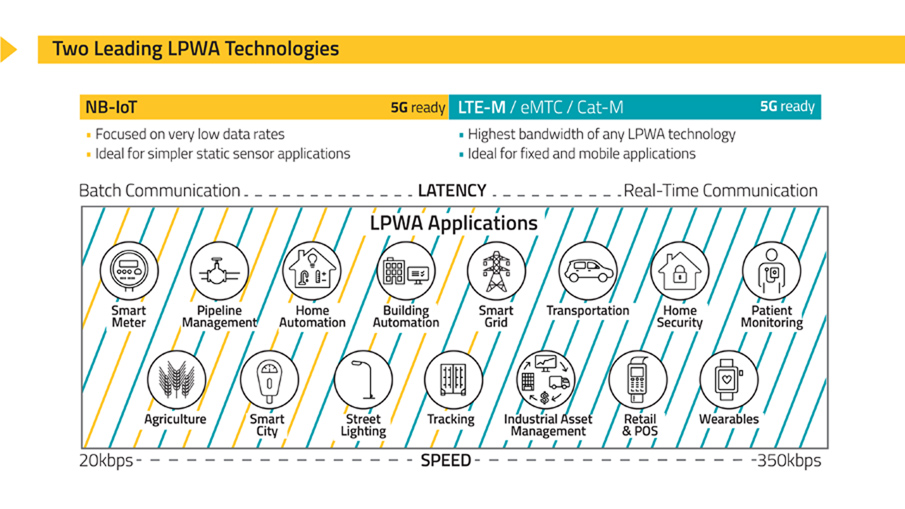 Two Leading LPWA Technologies
NB-IoT 5G ready LTE-M / eMTC / Cat-M 5G ready
▪ Focused on very low data rates
▪ Ideal for simpler static sensor applications
▪ Highest bandwidth of any LPWA technology
▪ Ideal for fixed and mobile applications
Batch Communication LATENCY Real-Time Communication
LPWA Applications
Smart
Meter
Pipeline
Management
Home
Automation
Building
Automation
Smart
Grid
Transportation
Home
Security
Patient
Monitoring
Agriculture
Smart
City
Street
Lighting
Tracking
Industrial Asset
Management
Retail
& POS
Wearables
20kbps SPEED 350kbps